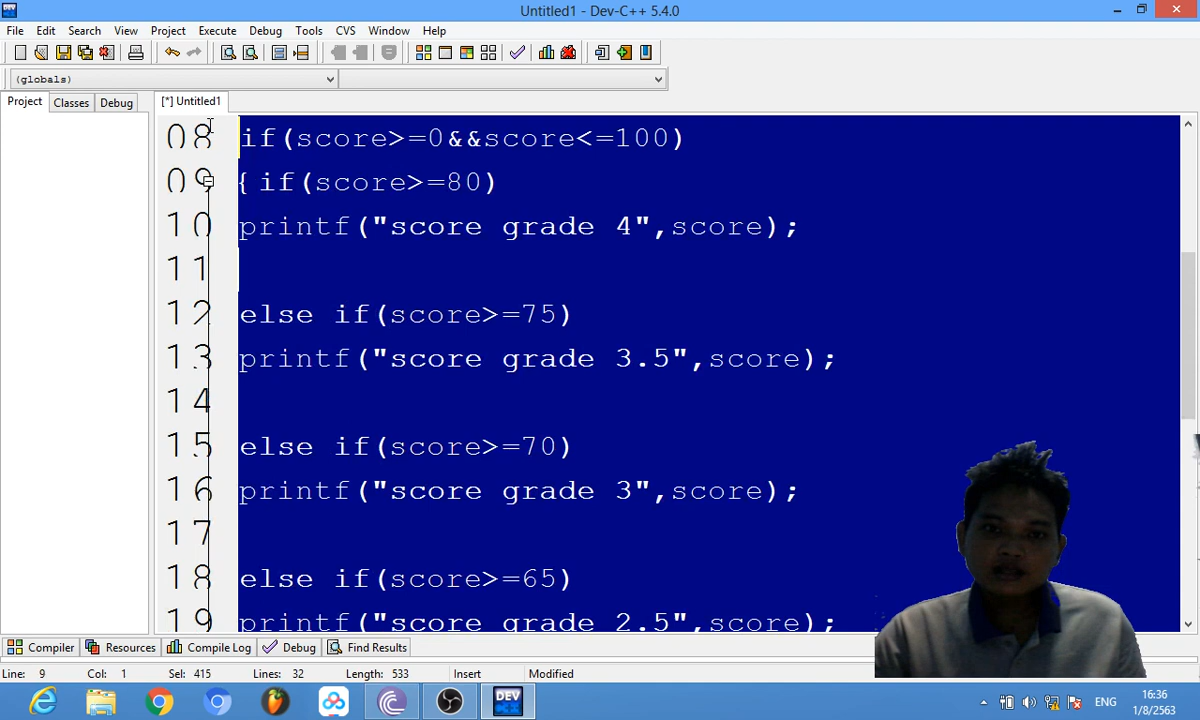 Untitled1 - Dev-C++ 5.4.0
File Edit Search View Project Execute Debug Tools CVS Window Help
(globals)
Project Classes Debug [*] Untitled1
08 if(score>=0&&score<=100)
09 { if(score>=80)
10 printf("score grade 4",score);
11
12 else if(score>=75)
13 printf("score grade 3.5",score);
14
15 else if(score>=70)
16 printf("score grade 3",score);
17
18 else if(score>=65)
19 printf("score grade 2.5",score);
Compiler Resources Compile Log Debug Find Results
Line: 9 Col: 1 Sel: 415 Lines: 32 Length: 533 Insert Modified
DEV
ENG
16:36
1/8/2563